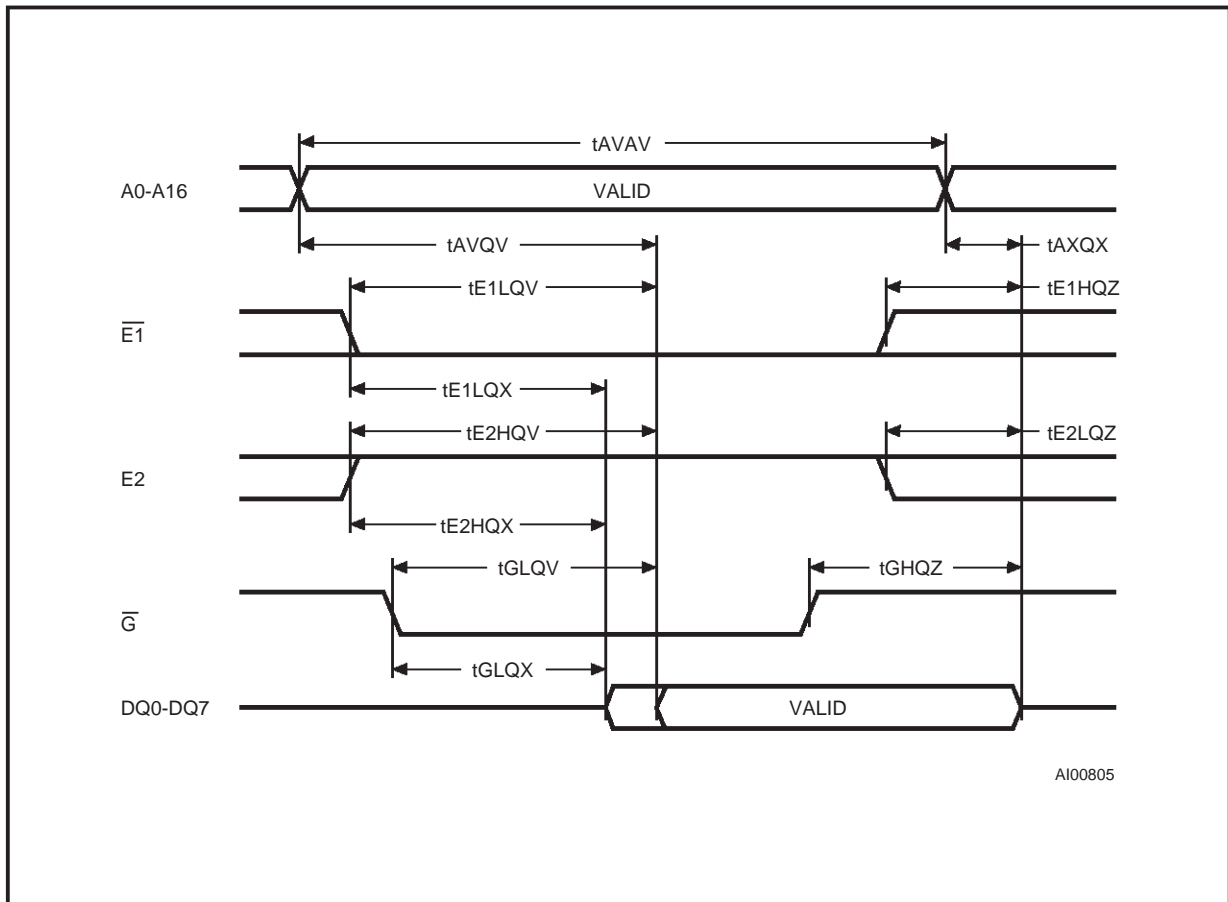 tAVAV
A0-A16
VALID
tAVQV
tAXQX
tE1LQV
tE1HQZ
E1
tE1LQX
tE2HQV
tE2LQZ
E2
tE2HQX
tGLQV
tGHQZ
G
tGLQX
DQ0-DQ7
VALID
AI00805